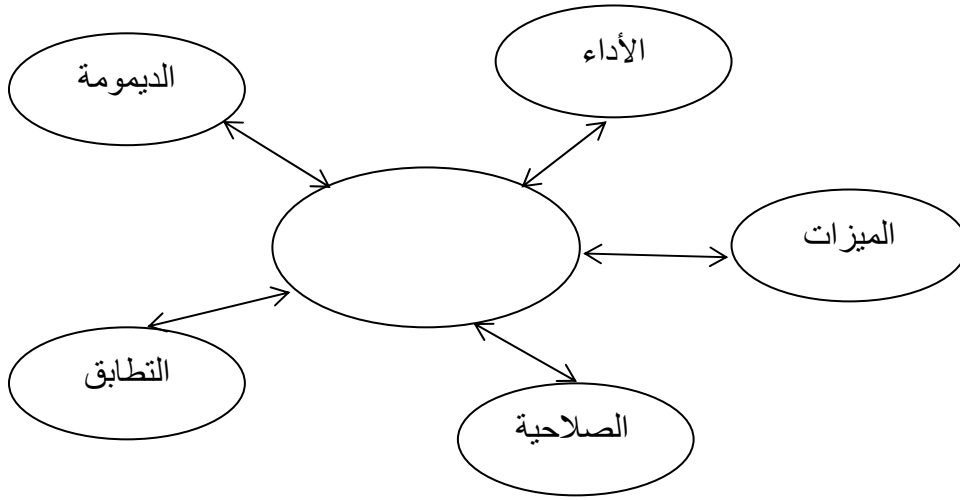 الأداء
الديمومة
الميزات
التطابق
الصلاحية